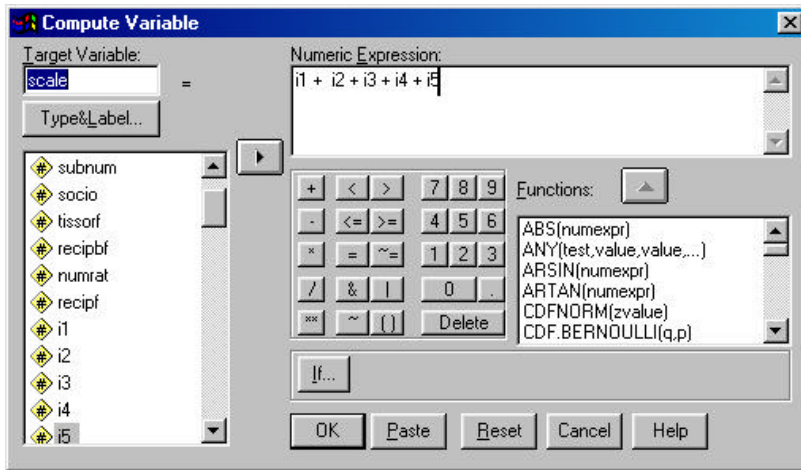 Compute Variable
Target Variable:
scale
=
Type&Label...
Numeric Expression:
i1 + i2 + i3 + i4 + i5
subnum
socio
tissorf
recipbf
numrat
recipf
i1
i2
i3
i4
i5
+ < > 7 8 9
- <= >= 4 5 6
* = ~= 1 2 3
/ & | 0 .
** ~ () Delete
Functions:
ABS(numexpr)
ANY(test,value,value,...)
ARSIN(numexpr)
ARTAN(numexpr)
CDFNORM(zvalue)
CDF.BERNOULLI(q,p)
If...
OK Paste Reset Cancel Help